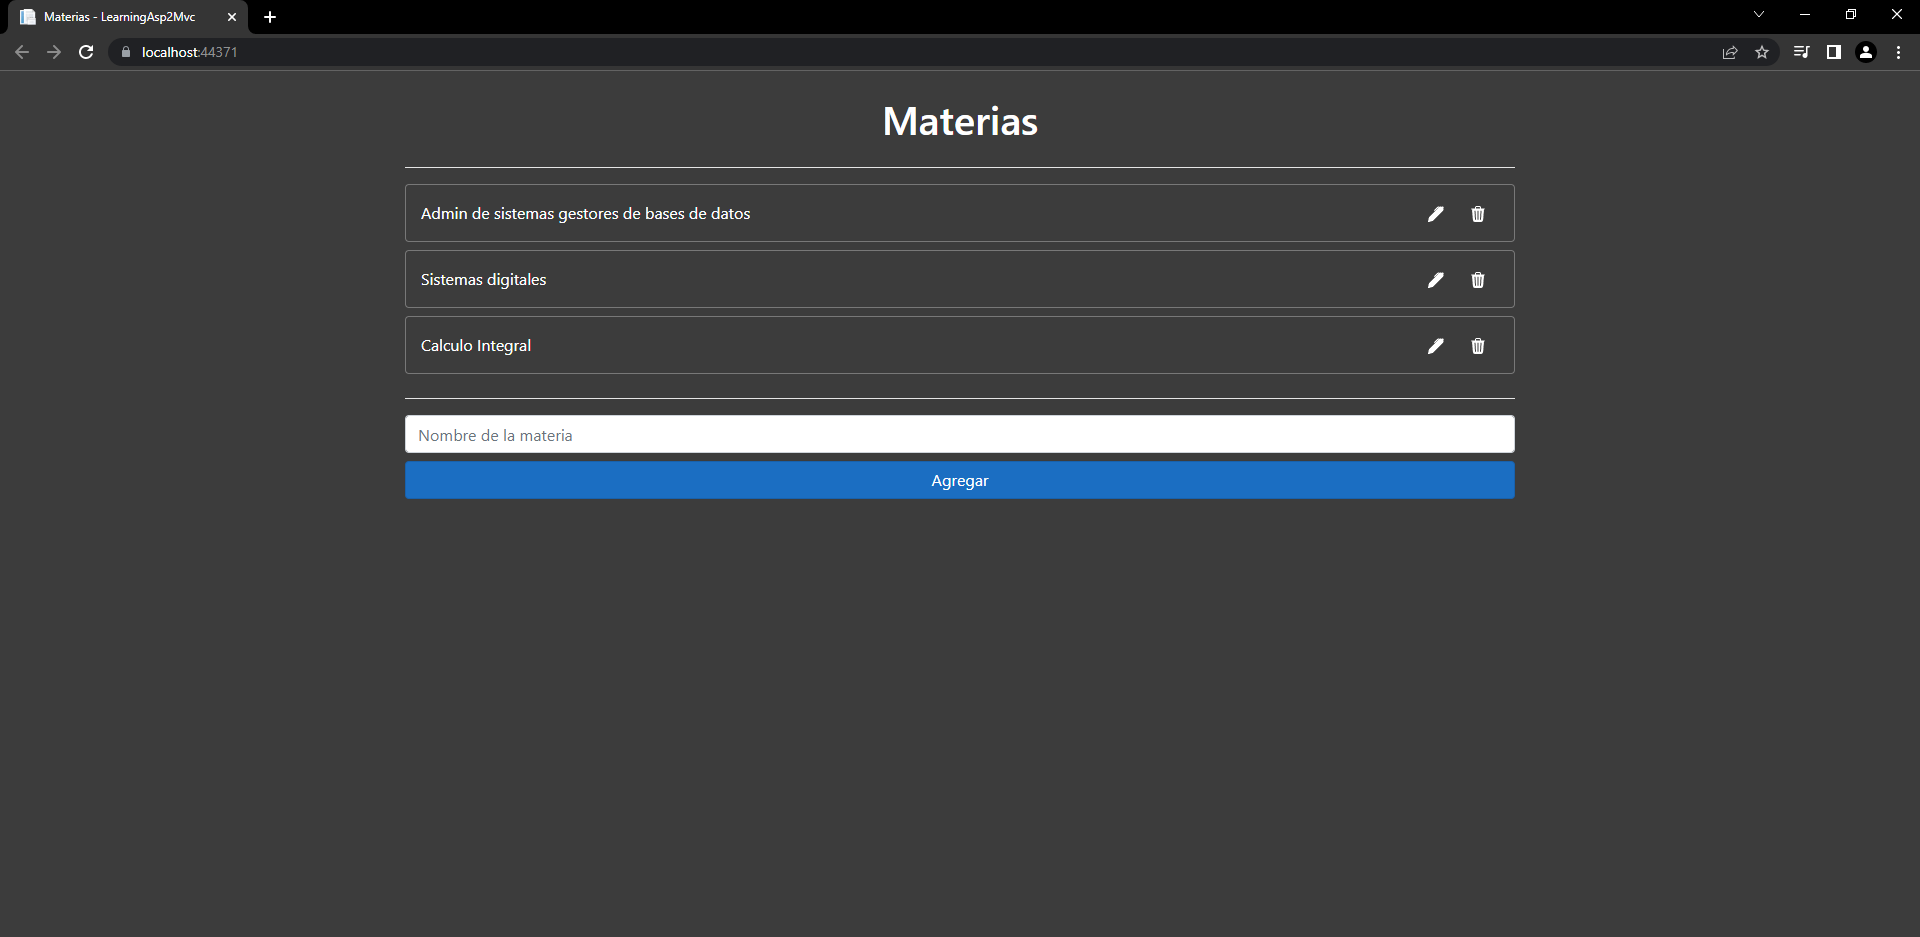 Materias - LearningAsp2Mvc
localhost:44371
Materias
Admin de sistemas gestores de bases de datos
Sistemas digitales
Calculo Integral
Nombre de la materia
Agregar